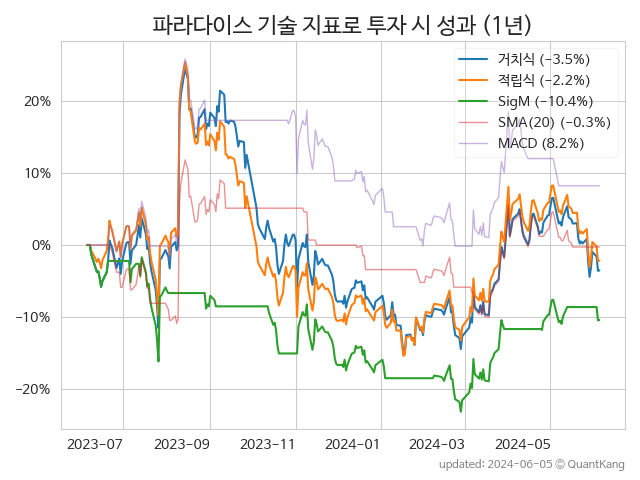 파라다이스 기술 지표로 투자 시 성과 (1년)
거치식 (−3.5%)
적립식 (−2.2%)
SigM (−10.4%)
SMA(20) (−0.3%)
MACD (8.2%)
20%
10%
0%
−10%
−20%
2023-07 2023-09 2023-11 2024-01 2024-03 2024-05
updated: 2024-06-05 ⓒ QuantKang